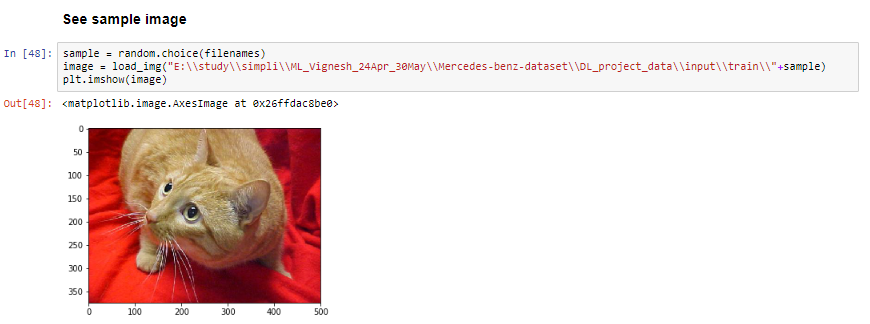 See sample image
In [48]: sample = random.choice(filenames)
image = load_img("E:\\study\\simpli\\ML_Vignesh_24Apr_30May\\Mercedes-benz-dataset\\DL_project_data\\input\\train\\"+sample)
plt.imshow(image)
Out[48]: <matplotlib.image.AxesImage at 0x26ffdac8be0>
0
50
100
150
200
250
300
350
0 100 200 300 400 500